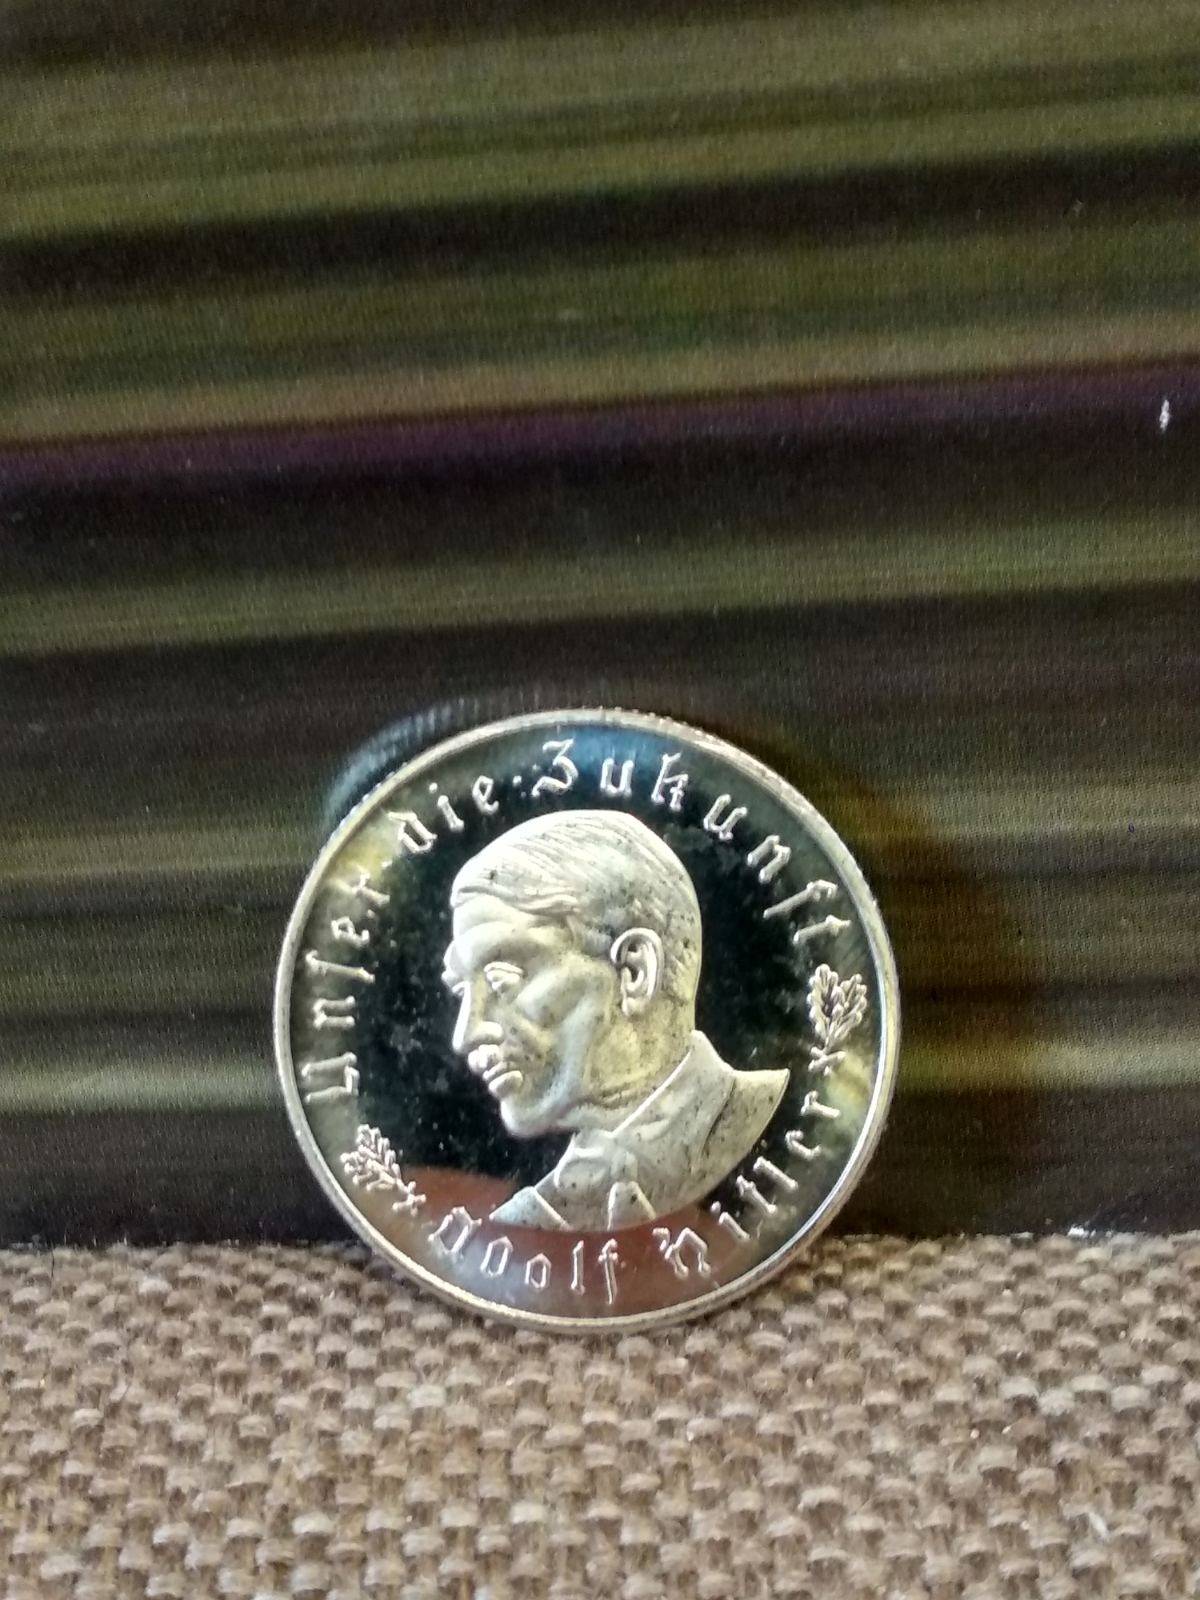 Unser die Zukunft
Adolf Hitler